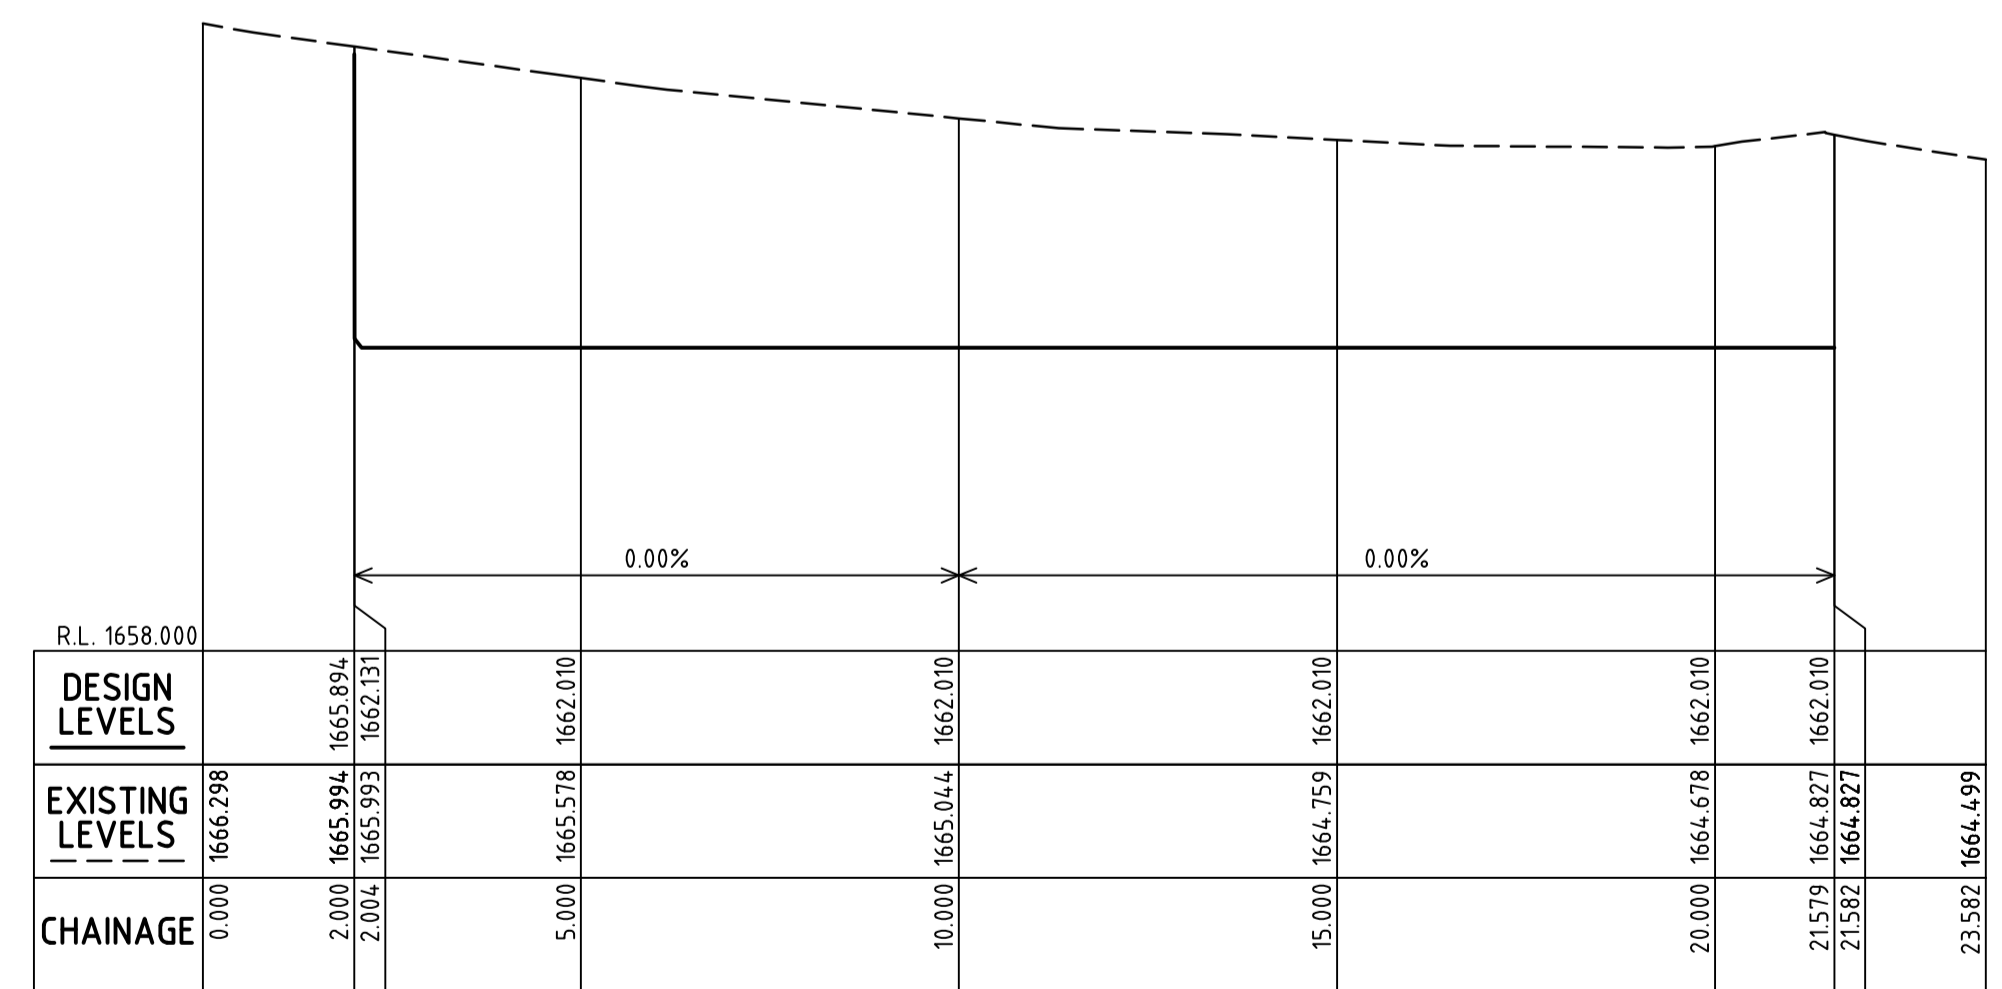 0.00% 0.00%
R.L. 1658.000
DESIGN
LEVELS
1665.894 1662.131 1662.010 1662.010 1662.010 1662.010 1662.010
EXISTING
LEVELS
1666.298 1665.994 1665.993 1665.578 1665.044 1664.759 1664.678 1664.827 1664.827 1664.499
CHAINAGE
0.000 2.000 2.004 5.000 10.000 15.000 20.000 21.579 21.582 23.582